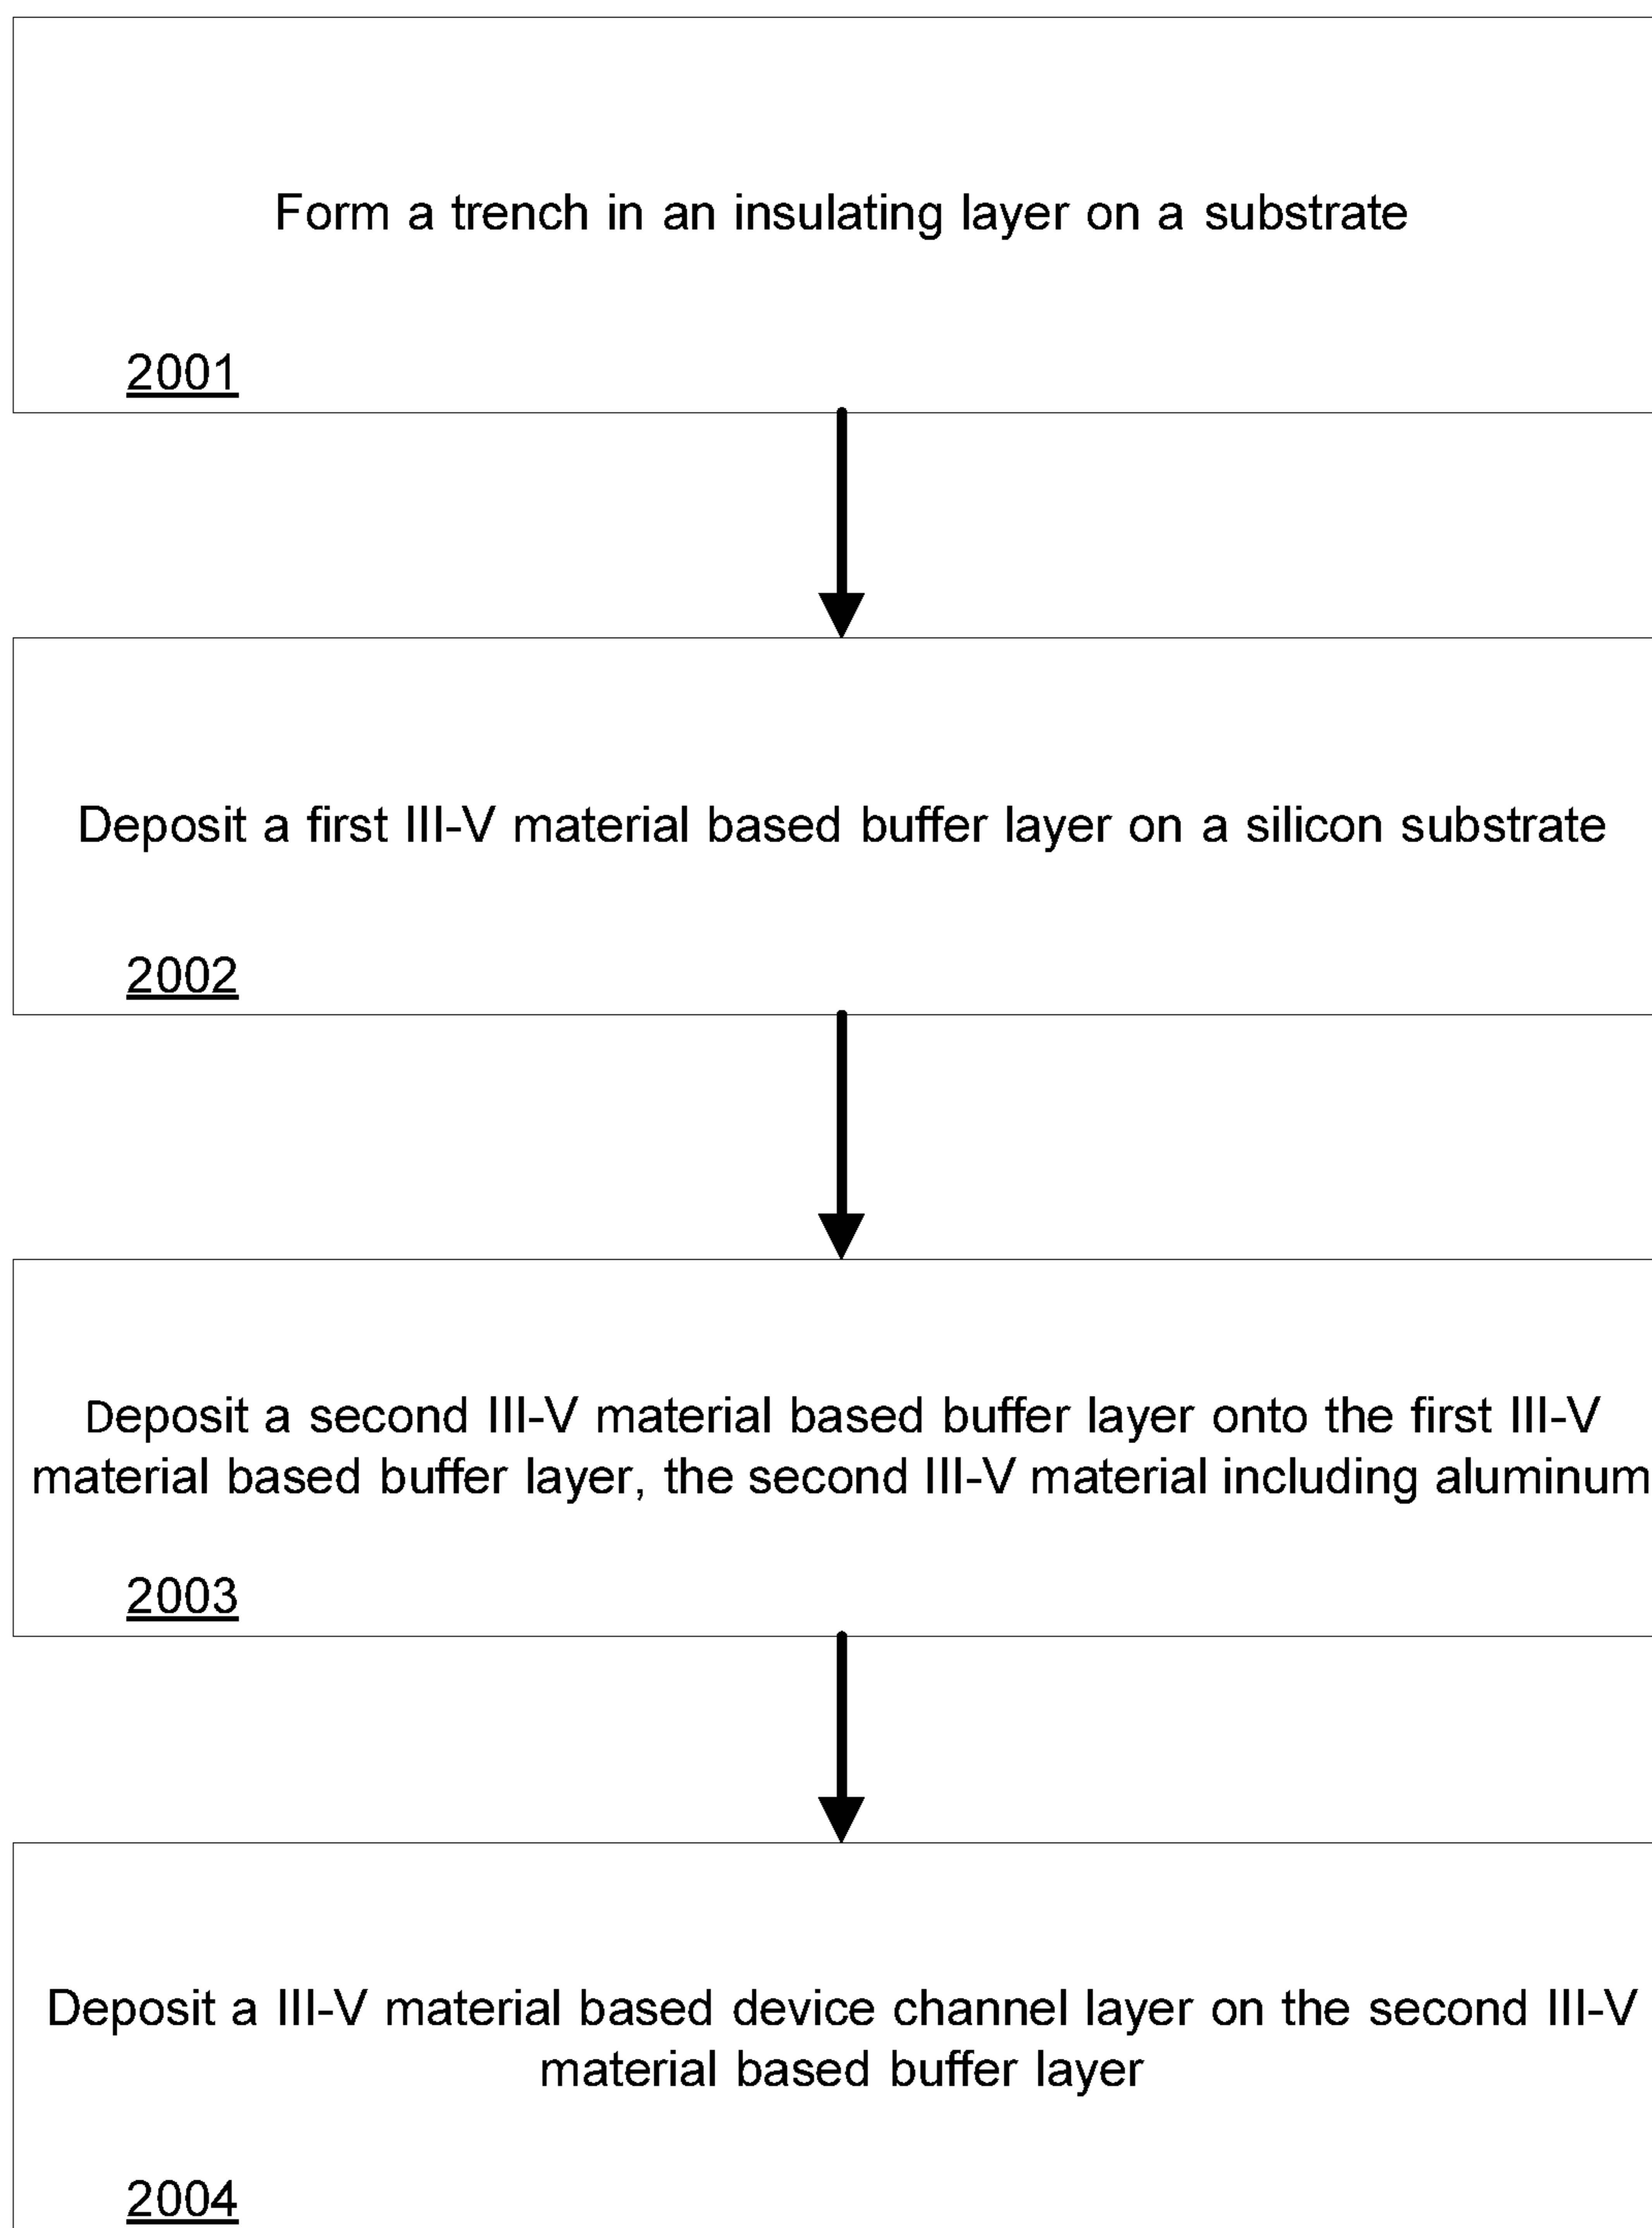 Form a trench in an insulating layer on a substrate
2001
Deposit a first III-V material based buffer layer on a silicon substrate
2002
Deposit a second III-V material based buffer layer onto the first III-V
material based buffer layer, the second III-V material including aluminum
2003
Deposit a III-V material based device channel layer on the second III-V
material based buffer layer
2004